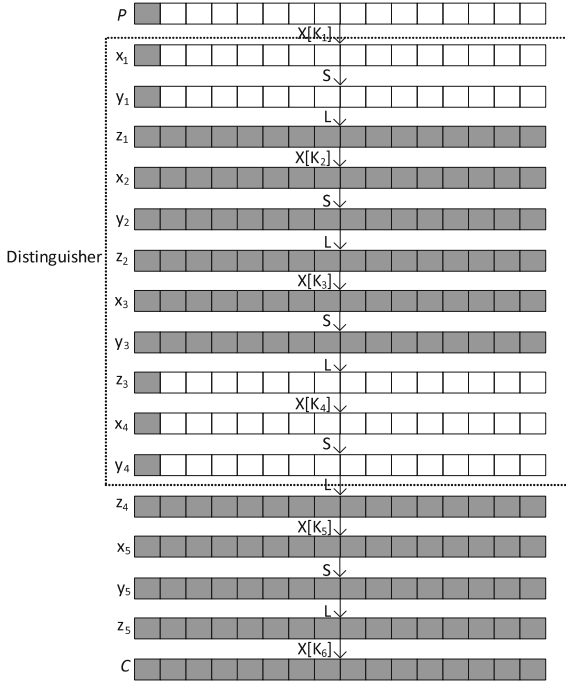 P
X[K₁]
x₁
S
y₁
L
z₁
X[K₂]
x₂
S
y₂
L
Distinguisher z₂
X[K₃]
x₃
S
y₃
L
z₃
X[K₄]
x₄
S
y₄
L
z₄
X[K₅]
x₅
S
y₅
L
z₅
X[K₆]
C